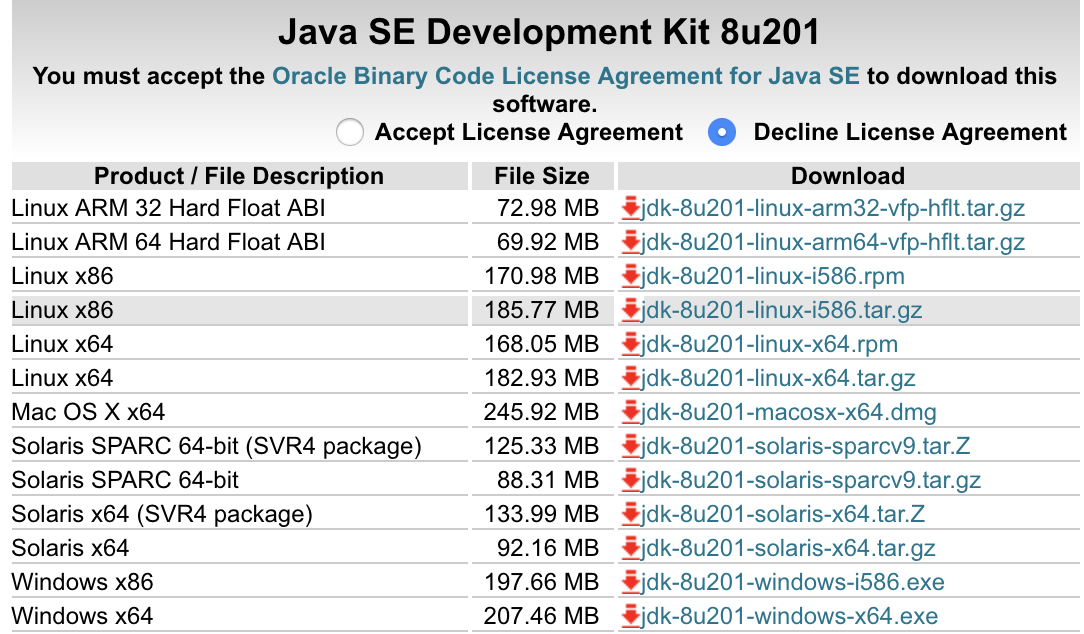 Java SE Development Kit 8u201
You must accept the Oracle Binary Code License Agreement for Java SE to download this
software.
Accept License Agreement Decline License Agreement
Product / File Description File Size Download
Linux ARM 32 Hard Float ABI 72.98 MB jdk-8u201-linux-arm32-vfp-hflt.tar.gz
Linux ARM 64 Hard Float ABI 69.92 MB jdk-8u201-linux-arm64-vfp-hflt.tar.gz
Linux x86 170.98 MB jdk-8u201-linux-i586.rpm
Linux x86 185.77 MB jdk-8u201-linux-i586.tar.gz
Linux x64 168.05 MB jdk-8u201-linux-x64.rpm
Linux x64 182.93 MB jdk-8u201-linux-x64.tar.gz
Mac OS X x64 245.92 MB jdk-8u201-macosx-x64.dmg
Solaris SPARC 64-bit (SVR4 package) 125.33 MB jdk-8u201-solaris-sparcv9.tar.Z
Solaris SPARC 64-bit 88.31 MB jdk-8u201-solaris-sparcv9.tar.gz
Solaris x64 (SVR4 package) 133.99 MB jdk-8u201-solaris-x64.tar.Z
Solaris x64 92.16 MB jdk-8u201-solaris-x64.tar.gz
Windows x86 197.66 MB jdk-8u201-windows-i586.exe
Windows x64 207.46 MB jdk-8u201-windows-x64.exe